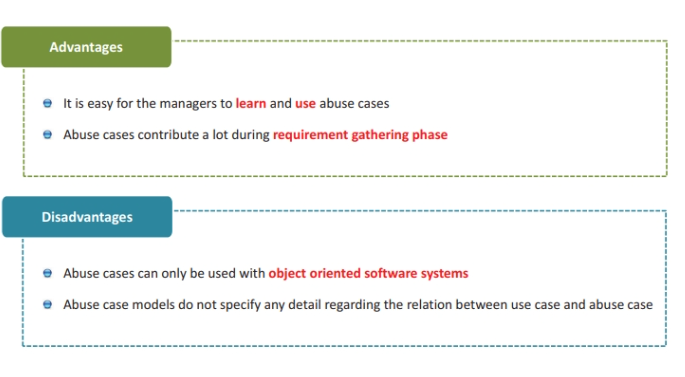 Advantages
It is easy for the managers to learn and use abuse cases
Abuse cases contribute a lot during requirement gathering phase
Disadvantages
Abuse cases can only be used with object oriented software systems
Abuse case models do not specify any detail regarding the relation between use case and abuse case